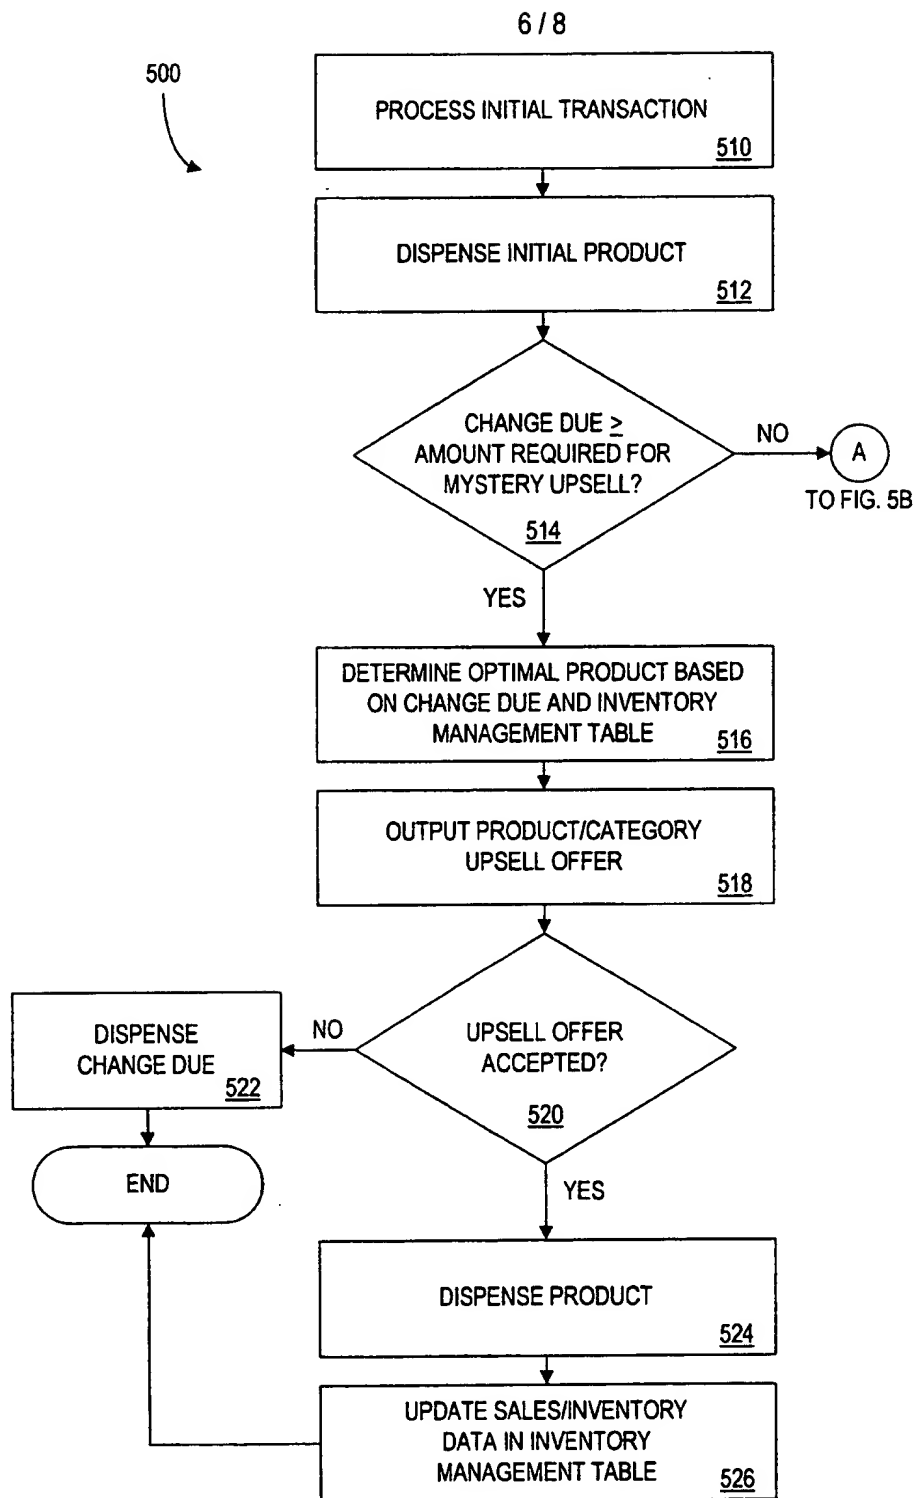 6 / 8
500
PROCESS INITIAL TRANSACTION
510
DISPENSE INITIAL PRODUCT
512
CHANGE DUE ≥
AMOUNT REQUIRED FOR
MYSTERY UPSELL?
514
NO
A
TO FIG. 5B
YES
DETERMINE OPTIMAL PRODUCT BASED
ON CHANGE DUE AND INVENTORY
MANAGEMENT TABLE
516
OUTPUT PRODUCT/CATEGORY
UPSELL OFFER
518
UPSELL OFFER
ACCEPTED?
520
NO
DISPENSE
CHANGE DUE
522
END
YES
DISPENSE PRODUCT
524
UPDATE SALES/INVENTORY
DATA IN INVENTORY
MANAGEMENT TABLE
526